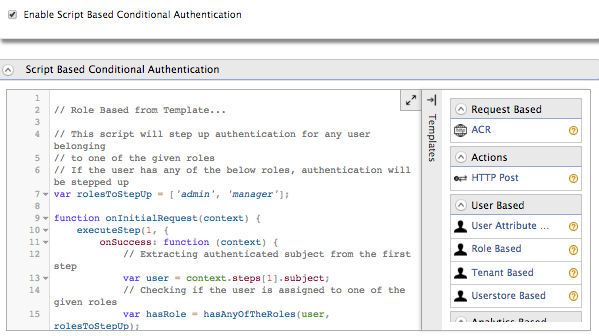 Enable Script Based Conditional Authentication
Script Based Conditional Authentication
1
2 // Role Based from Template...
3
4 // This script will step up authentication for any user
belonging
5 // to one of the given roles
6 // If the user has any of the below roles, authentication will
be stepped up
7 var rolesToStepUp = ['admin', 'manager'];
8
9 function onInitialRequest(context) {
10 executeStep(1, {
11 onSuccess: function (context) {
12 // Extracting authenticated subject from the first
step
13 var user = context.steps[1].subject;
14 // Checking if the user is assigned to one of the
given roles
15 var hasRole = hasAnyOfTheRoles(user,
rolesToStepUp);
Templates
Request Based
ACR
Actions
HTTP Post
User Based
User Attribute ...
Role Based
Tenant Based
Userstore Based
Analytics Based